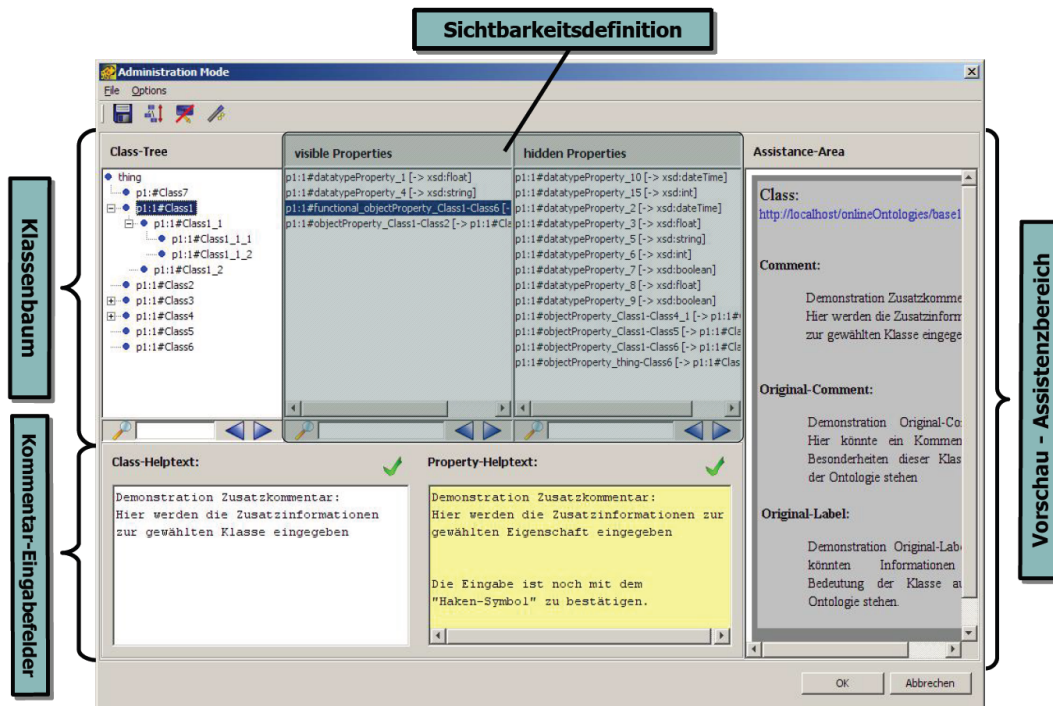 Sichtbarkeitsdefinition
Administration Mode
File Options
Klassenbaum
Class-Tree
thing
p1:#Class7
p1:1#Class1
p1:1#Class1_1
p1:1#Class1_1_1
p1:1#Class1_1_2
p1:1#Class1_2
p1:1#Class2
p1:1#Class3
p1:1#Class4
p1:1#Class5
p1:1#Class6
visible Properties
p1:1#datatypeProperty_1 [-> xsd:float]
p1:1#datatypeProperty_4 [-> xsd:string]
p1:1#functional_objectProperty_Class1-Class6 [-
p1:1#objectProperty_Class1-Class2 [-> p1:1#Cla
hidden Properties
p1:1#datatypeProperty_10 [-> xsd:dateTime]
p1:1#datatypeProperty_15 [-> xsd:int]
p1:1#datatypeProperty_2 [-> xsd:dateTime]
p1:1#datatypeProperty_3 [-> xsd:float]
p1:1#datatypeProperty_5 [-> xsd:string]
p1:1#datatypeProperty_6 [-> xsd:int]
p1:1#datatypeProperty_7 [-> xsd:boolean]
p1:1#datatypeProperty_8 [-> xsd:float]
p1:1#datatypeProperty_9 [-> xsd:boolean]
p1:1#objectProperty_Class1-Class4_1 [-> p1:1#
p1:1#objectProperty_Class1-Class5 [-> p1:1#Cla
p1:1#objectProperty_Class1-Class6 [-> p1:1#Cla
p1:1#objectProperty_thing-Class6 [-> p1:1#Clas
Assistance-Area
Class:
http://localhost/onlineOntologies/base1
Comment:
Demonstration Zusatzkomme
Hier werden die Zusatzinform
zur gewählten Klasse eingege
Original-Comment:
Demonstration Original-Co
Hier könnte ein Kommen
Besonderheiten dieser Klas
der Ontologie stehen
Original-Label:
Demonstration Original-Lab
könnten Informationen
Bedeutung der Klasse au
Ontologie stehen.
Vorschau - Assistenzbereich
Kommentar-Eingabefelder
Class-Helptext:
Demonstration Zusatzkommentar:
Hier werden die Zusatzinformationen
zur gewählten Klasse eingegeben
Property-Helptext:
Demonstration Zusatzkommentar:
Hier werden die Zusatzinformationen zur
gewählten Eigenschaft eingegeben
Die Eingabe ist noch mit dem
"Haken-Symbol" zu bestätigen.
OK
Abbrechen